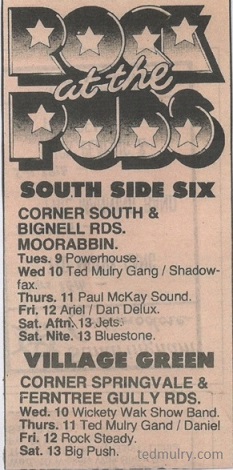 ROCK
at the
PUBS
SOUTH SIDE SIX
CORNER SOUTH &
BIGNELL RDS.
MOORABBIN.
Tues. 9 Powerhouse.
Wed 10 Ted Mulry Gang / Shadow-
fax.
Thurs. 11 Paul McKay Sound.
Fri. 12 Ariel / Dan Delux.
Sat. Aftn. 13 Jets.
Sat. Nite. 13 Bluestone.
VILLAGE GREEN
CORNER SPRINGVALE &
FERNTREE GULLY RDS.
Wed. 10 Wickety Wak Show Band.
Thurs. 11 Ted Mulry Gand / Daniel
Fri. 12 Rock Steady.
Sat. 13 Big Push.
tedmulry.com